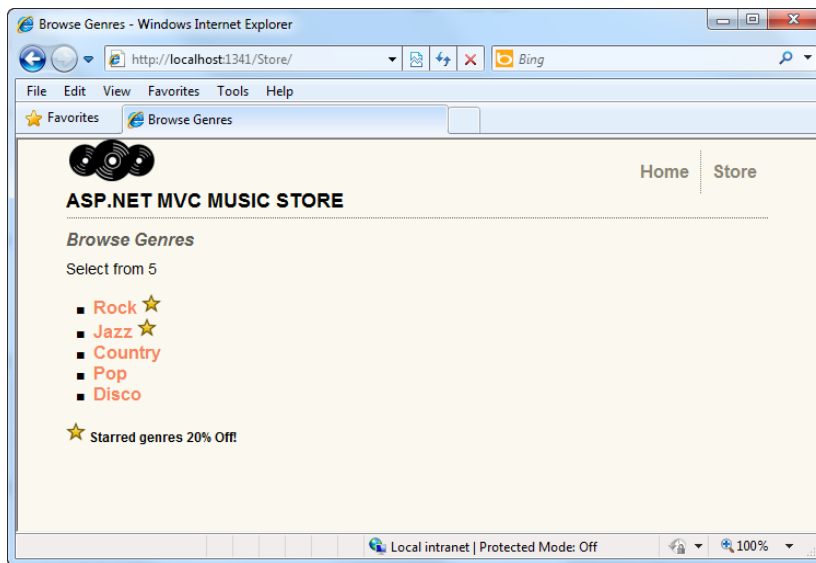 Browse Genres - Windows Internet Explorer
http://localhost:1341/Store/
Bing
File Edit View Favorites Tools Help
Favorites
Browse Genres
Home
Store
ASP.NET MVC MUSIC STORE
Browse Genres
Select from 5
Rock
Jazz
Country
Pop
Disco
Starred genres 20% Off!
Local intranet | Protected Mode: Off
100%